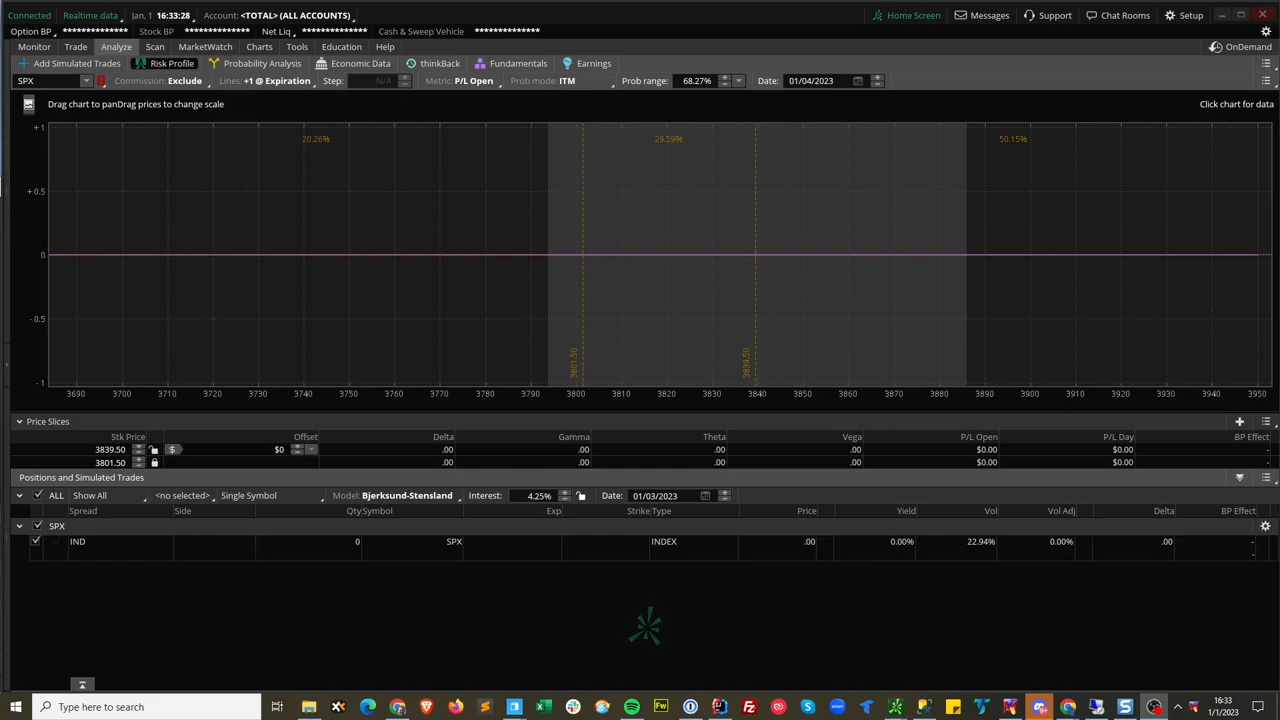 Connected Realtime data Jan, 1 16:33:28 Account: <TOTAL> (ALL ACCOUNTS) Home Screen Messages Support Chat Rooms Setup
Option BP ************** Stock BP ************** Net Liq ************** Cash & Sweep Vehicle **************
Monitor Trade Analyze Scan MarketWatch Charts Tools Education Help OnDemand
Add Simulated Trades Risk Profile Probability Analysis Economic Data thinkBack Fundamentals Earnings
SPX Commission: Exclude Lines: +1 @ Expiration Step: N/A Metric: P/L Open Prob mode: ITM Prob range: 68.27% Date: 01/04/2023
Drag chart to panDrag prices to change scale Click chart for data
+1
20.26% 29.59% 50.15%
+0.5
0
-0.5
3801.50 3839.50
-1
3690 3700 3710 3720 3730 3740 3750 3760 3770 3780 3790 3800 3810 3820 3830 3840 3850 3860 3870 3880 3890 3900 3910 3920 3930 3940 3950
Price Slices
Stk Price Offset Delta Gamma Theta Vega P/L Open P/L Day BP Effect
3839.50 $ $0 .00 .00 .00 .00 $0.00 $0.00 -
3801.50 .00 .00 .00 .00 $0.00 $0.00 -
Positions and Simulated Trades
ALL Show All <no selected> Single Symbol Model: Bjerksund-Stensland Interest: 4.25% Date: 01/03/2023
Spread Side Qty Symbol Exp Strike Type Price Yield Vol Vol Adj Delta BP Effect
SPX
IND 0 SPX INDEX .00 0.00% 22.94% 0.00% .00 -
-
Type here to search 16:33
1/1/2023